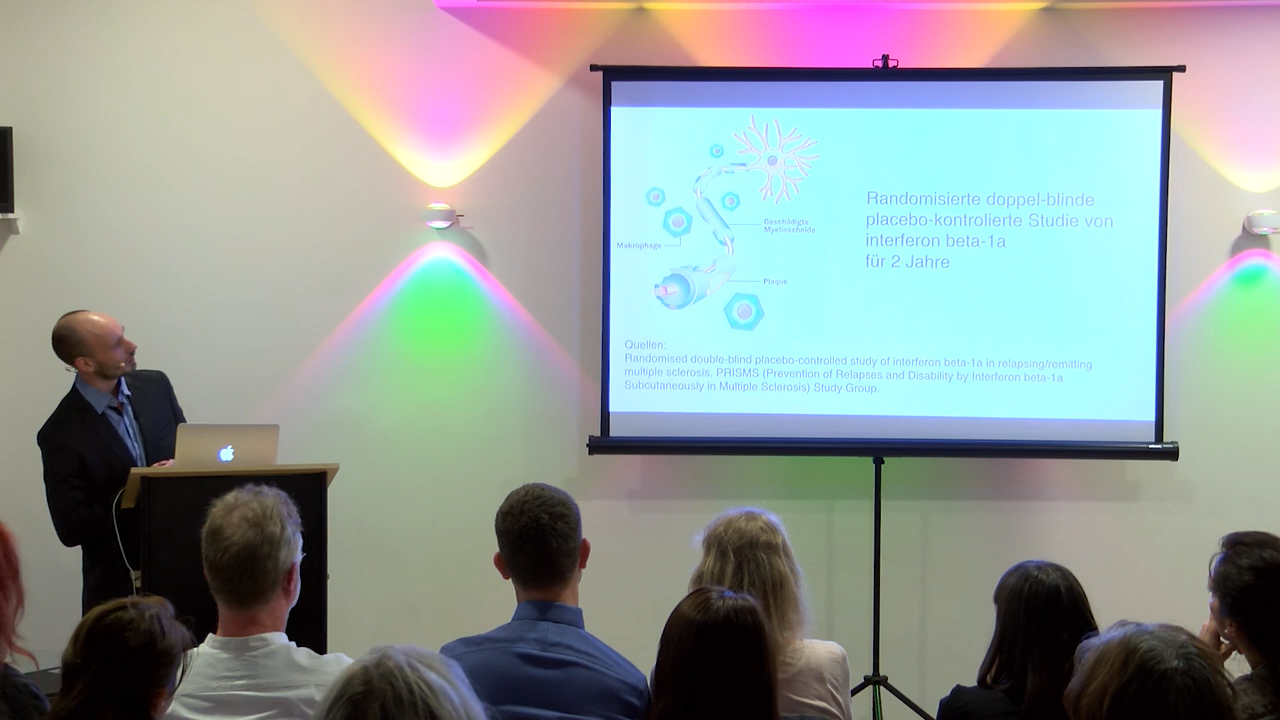 Geschädigte
Myelinscheide
Makrophage
Plaque
Randomisierte doppel-blinde
placebo-kontrolierte Studie von
interferon beta-1a
für 2 Jahre
Quellen:
Randomised double-blind placebo-controlled study of interferon beta-1a in relapsing/remitting
multiple sclerosis. PRISMS (Prevention of Relapses and Disability by Interferon beta-1a
Subcutaneously in Multiple Sclerosis) Study Group.